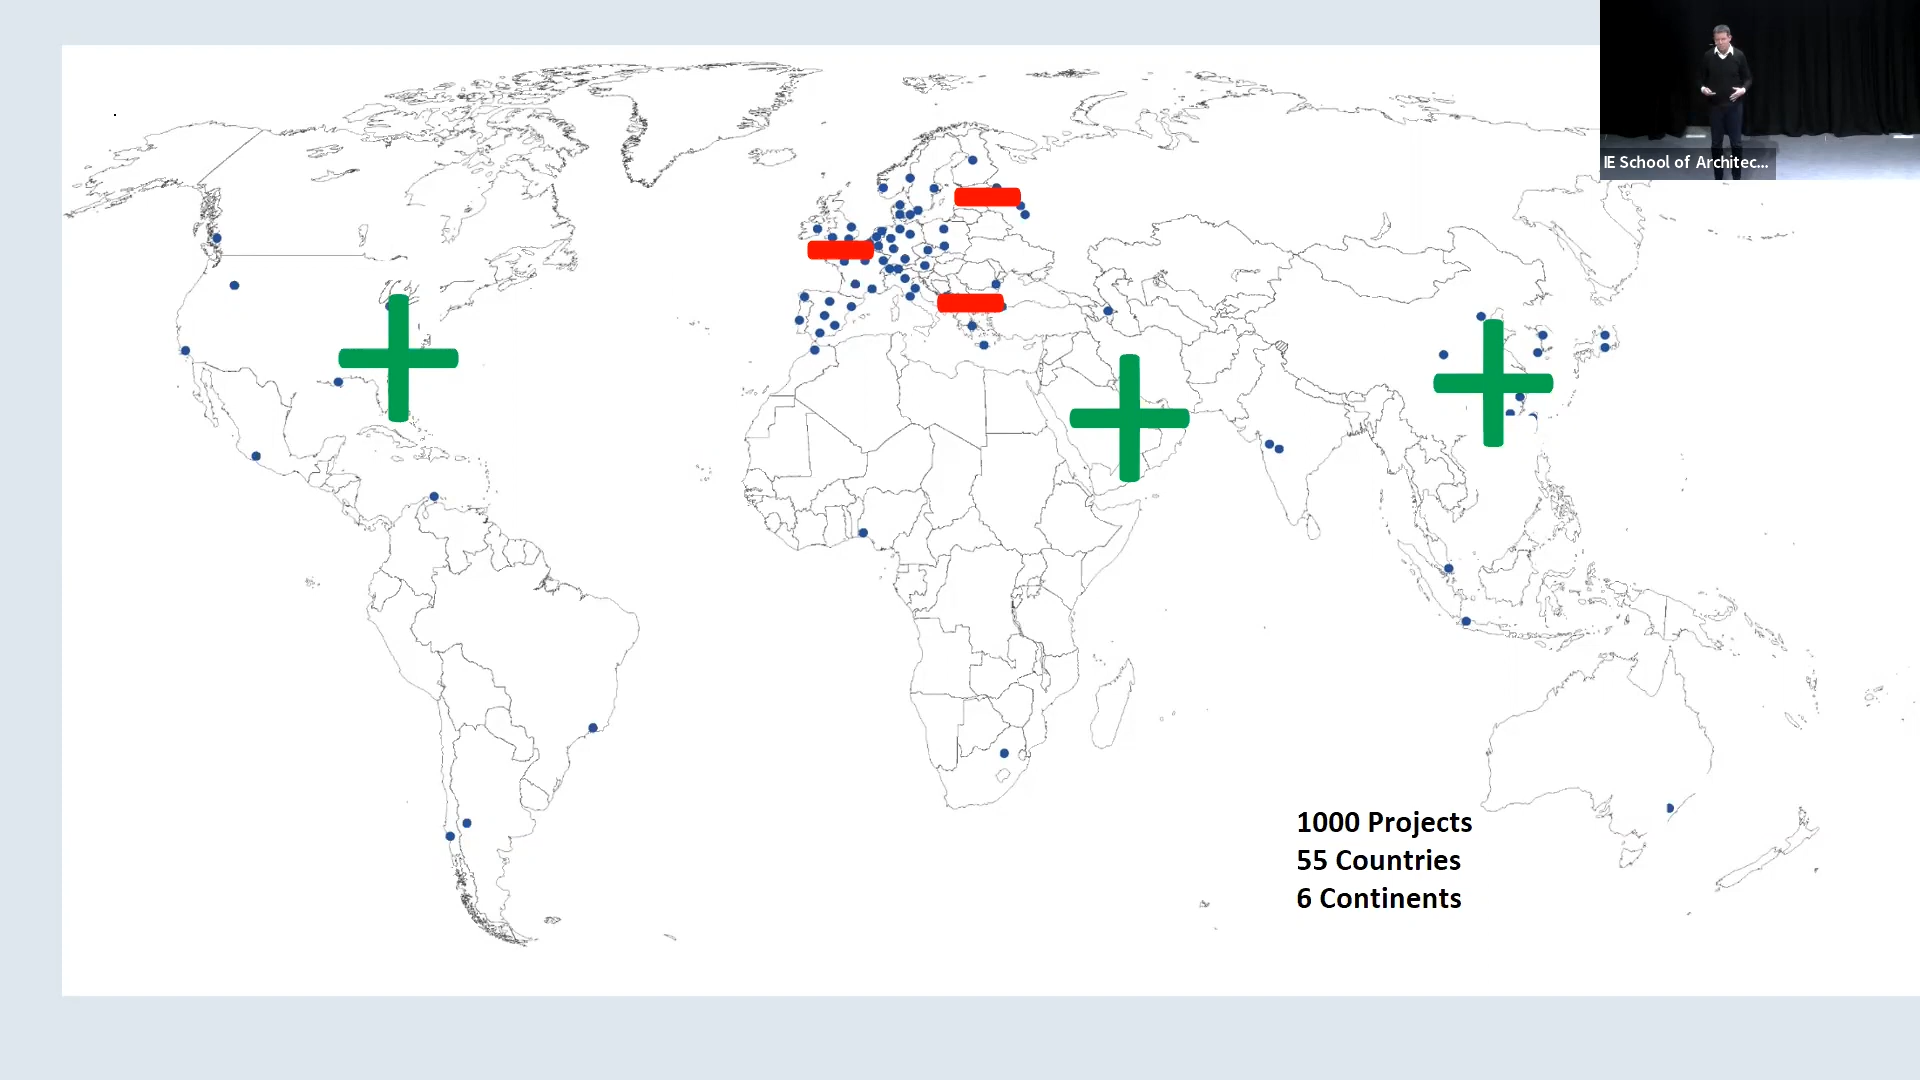 IE School of Architec...
1000 Projects
55 Countries
6 Continents